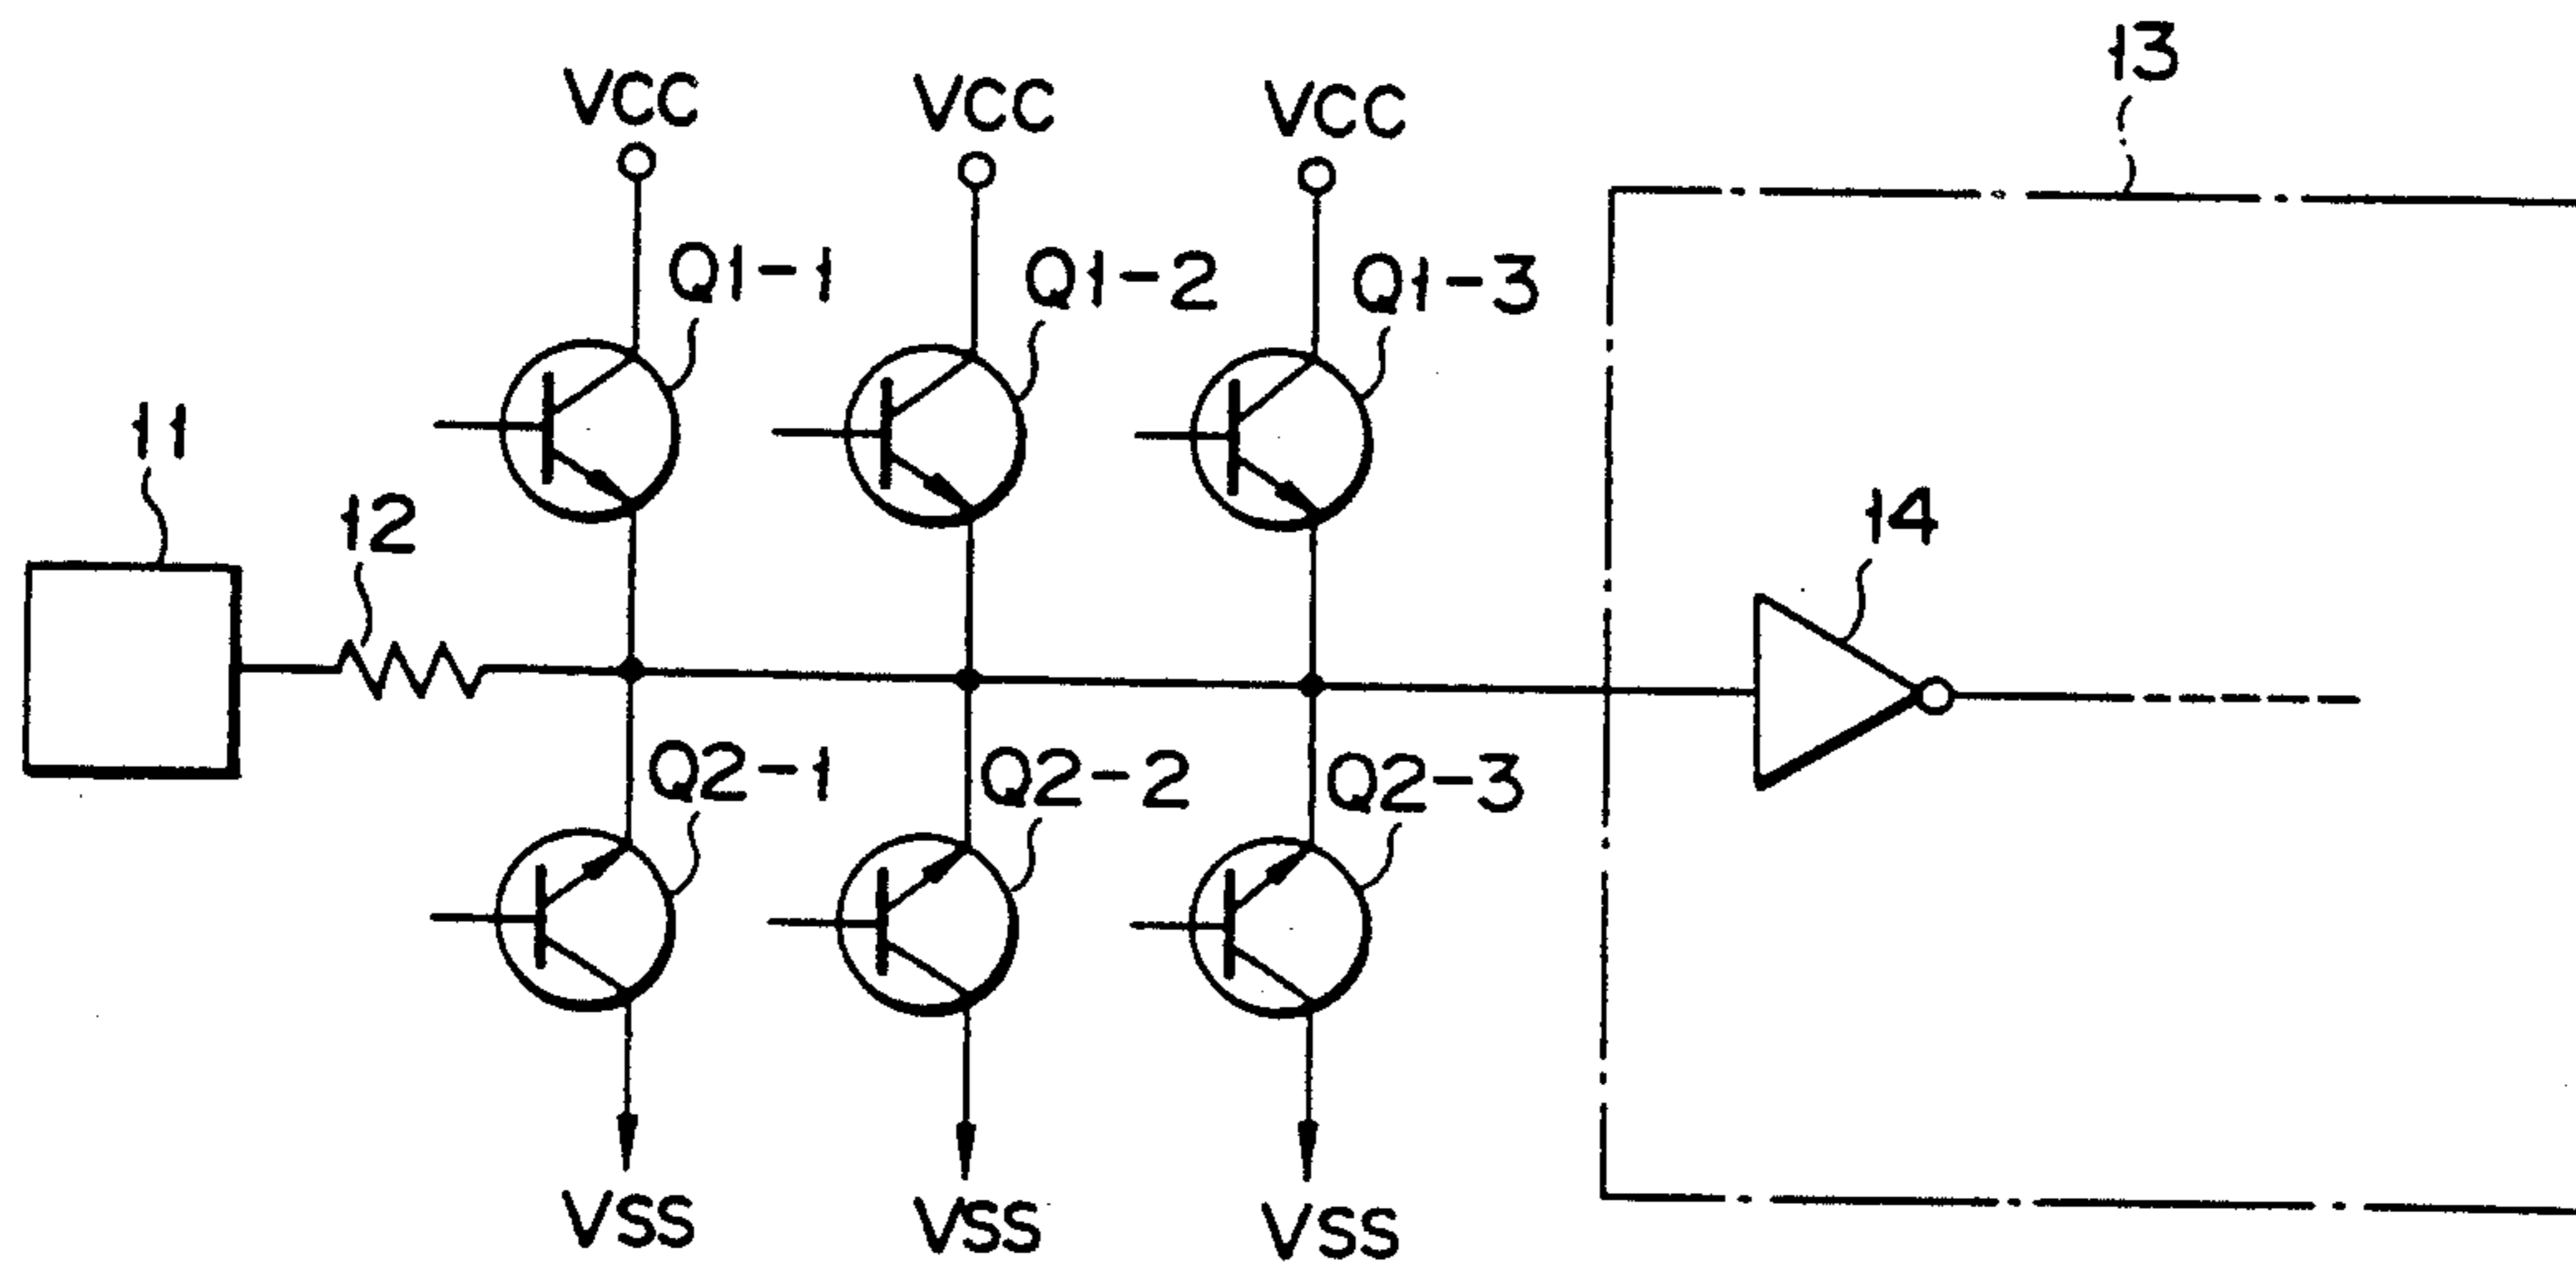 13
VCC VCC VCC
Q1-1 Q1-2 Q1-3
11
12
14
Q2-1 Q2-2 Q2-3
VSS VSS VSS